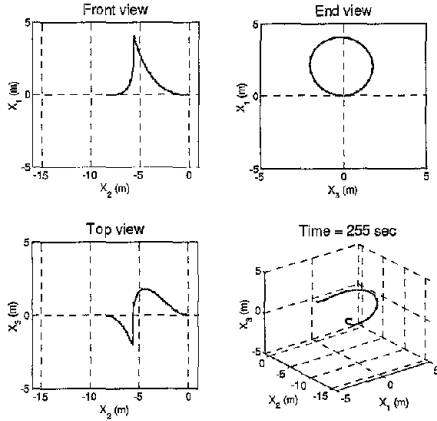 Front view
5
0
-5
X₁ (m)
-15
-10
-5
0
X₂ (m)
End view
5
0
-5
X₁ (m)
-5
0
5
X₃ (m)
Top view
5
0
-5
X₃ (m)
-15
-10
-5
0
X₂ (m)
Time = 255 sec
5
0
-5
X₃ (m)
0
-5
-10
-15
X₂ (m)
-5
0
5
X₁ (m)